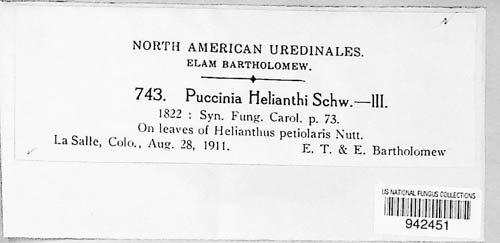 NORTH AMERICAN UREDINALES.
ELAM BARTHOLOMEW.
743. Puccinia Helianthi Schw.—III.
1822 : Syn. Fung. Carol. p. 73.
On leaves of Helianthus petiolaris Nutt.
La Salle, Colo., Aug. 28, 1911. E. T. & E. Bartholomew
US NATIONAL FUNGUS COLLECTIONS
942451